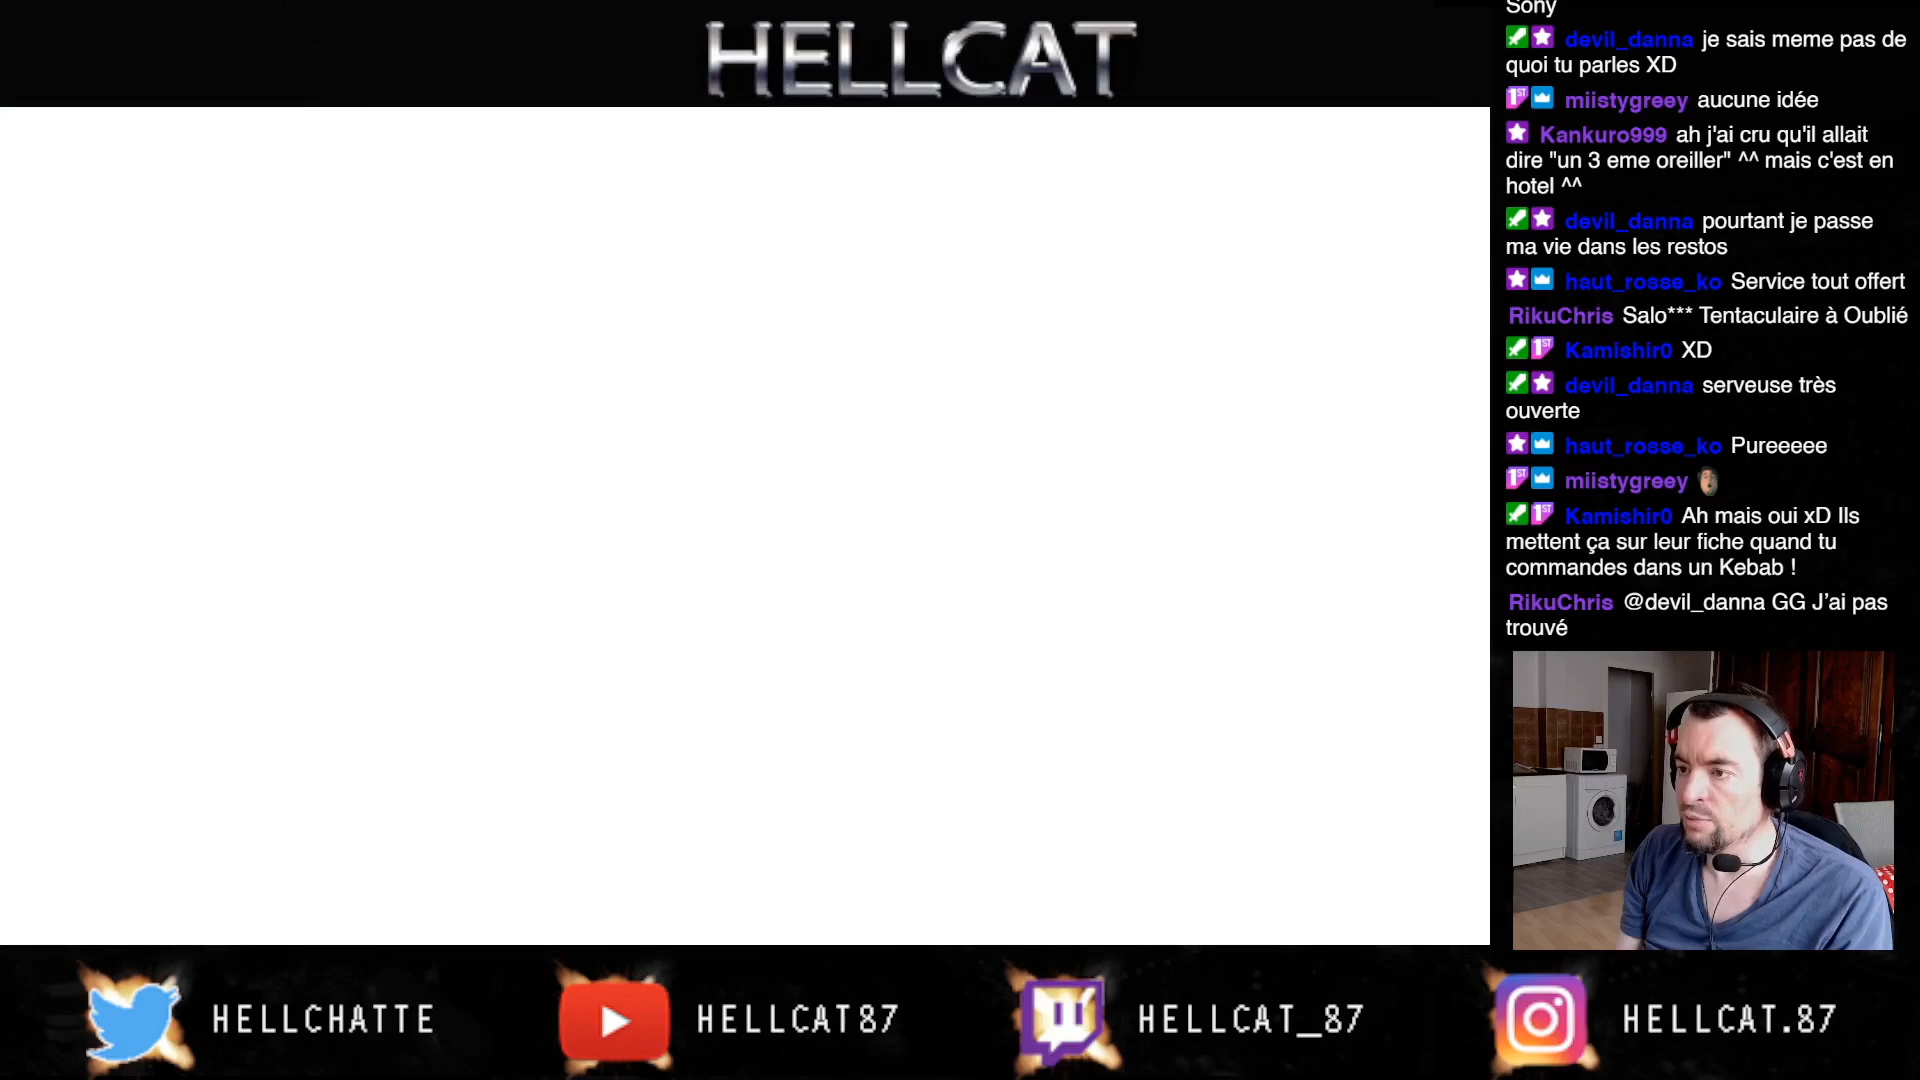 HELLCAT
Sony
devil_danna je sais meme pas de
quoi tu parles XD
1ST miistygreey aucune idée
Kankuro999 ah j'ai cru qu'il allait
dire "un 3 eme oreiller" ^^ mais c'est en
hotel ^^
devil_danna pourtant je passe
ma vie dans les restos
haut_rosse_ko Service tout offert
RikuChris Salo*** Tentaculaire à Oublié
1ST Kamishir0 XD
devil_danna serveuse très
ouverte
haut_rosse_ko Pureeeee
1ST miistygreey
1ST Kamishir0 Ah mais oui xD Ils
mettent ça sur leur fiche quand tu
commandes dans un Kebab !
RikuChris @devil_danna GG J’ai pas
trouvé
HELLCHATTE
HELLCAT87
HELLCAT_87
HELLCAT.87